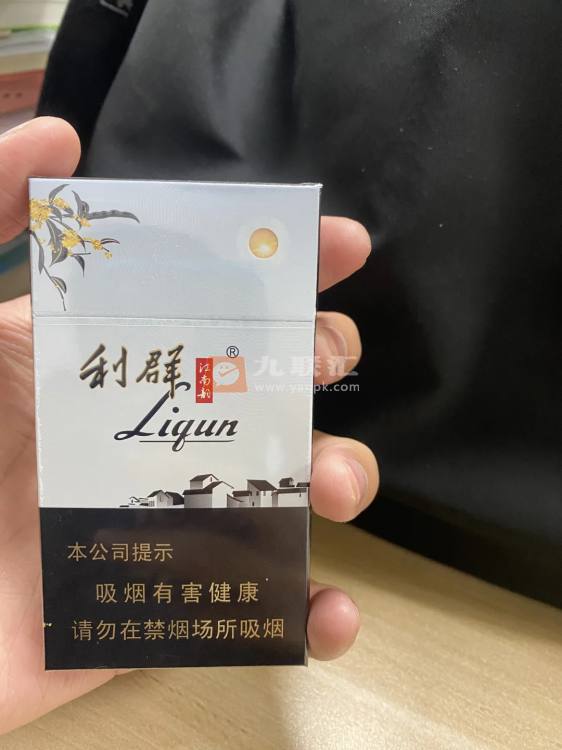 利群
江南韵
®
Liqun
九联汇
www.yanpk.com
本公司提示
吸烟有害健康
请勿在禁烟场所吸烟